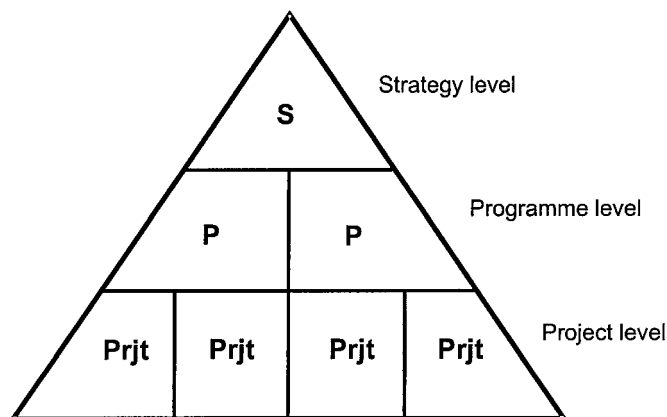 Strategy level
S
Programme level
P P
Project level
Prjt Prjt Prjt Prjt